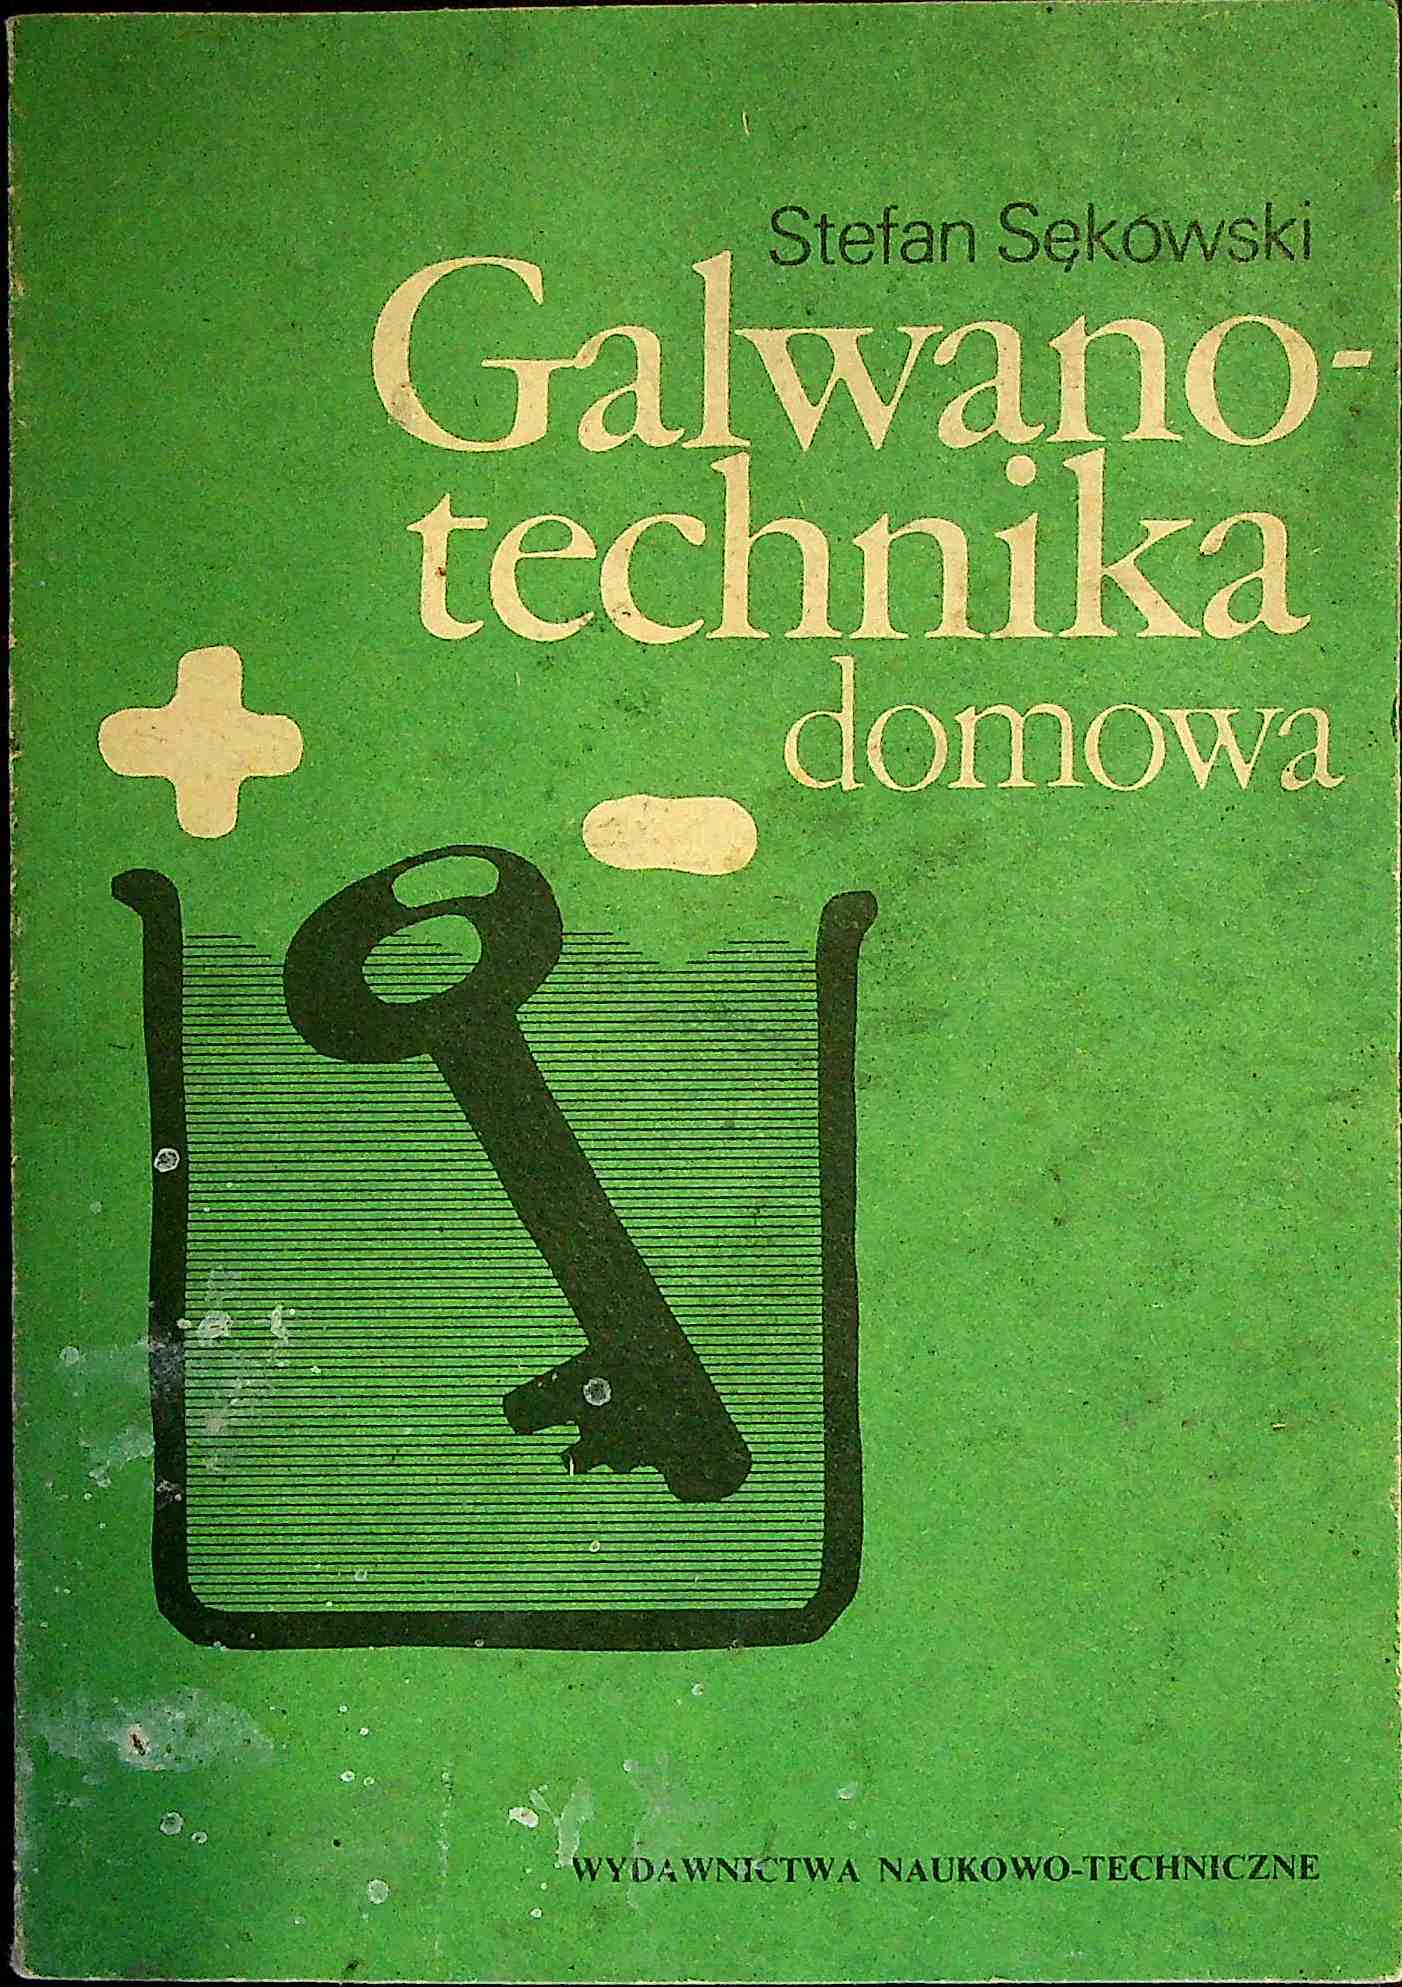 Stefan Sękowski
Galwano-
technika
domowa
WYDAWNICTWA NAUKOWO-TECHNICZNE